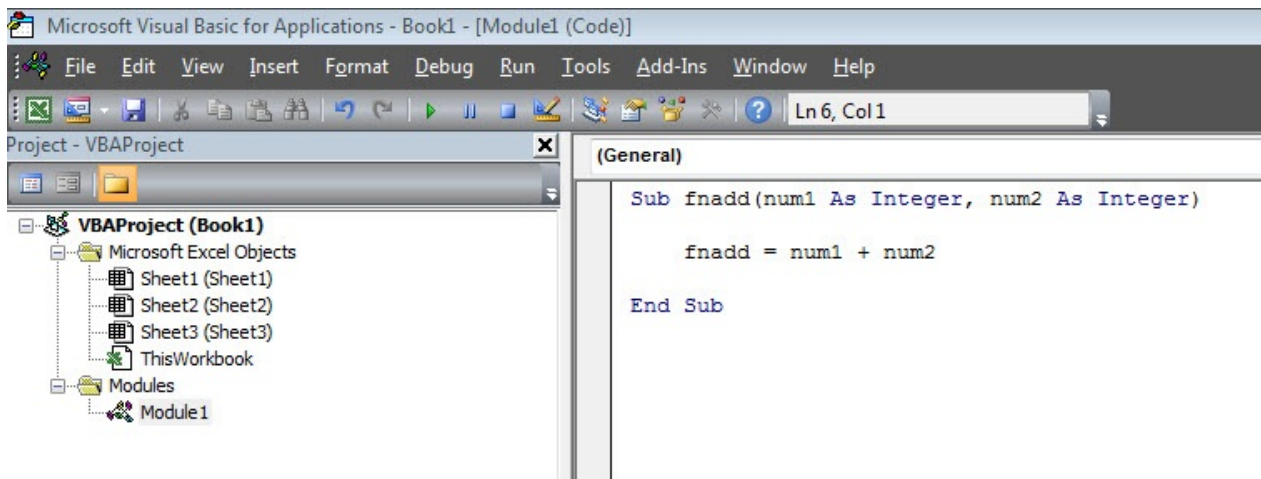 Microsoft Visual Basic for Applications - Book1 - [Module1 (Code)]
File Edit View Insert Format Debug Run Tools Add-Ins Window Help
Ln 6, Col 1
Project - VBAProject
(General)
VBAProject (Book1)
Microsoft Excel Objects
Sheet1 (Sheet1)
Sheet2 (Sheet2)
Sheet3 (Sheet3)
ThisWorkbook
Modules
Module1
Sub fnadd(num1 As Integer, num2 As Integer)
fnadd = num1 + num2
End Sub